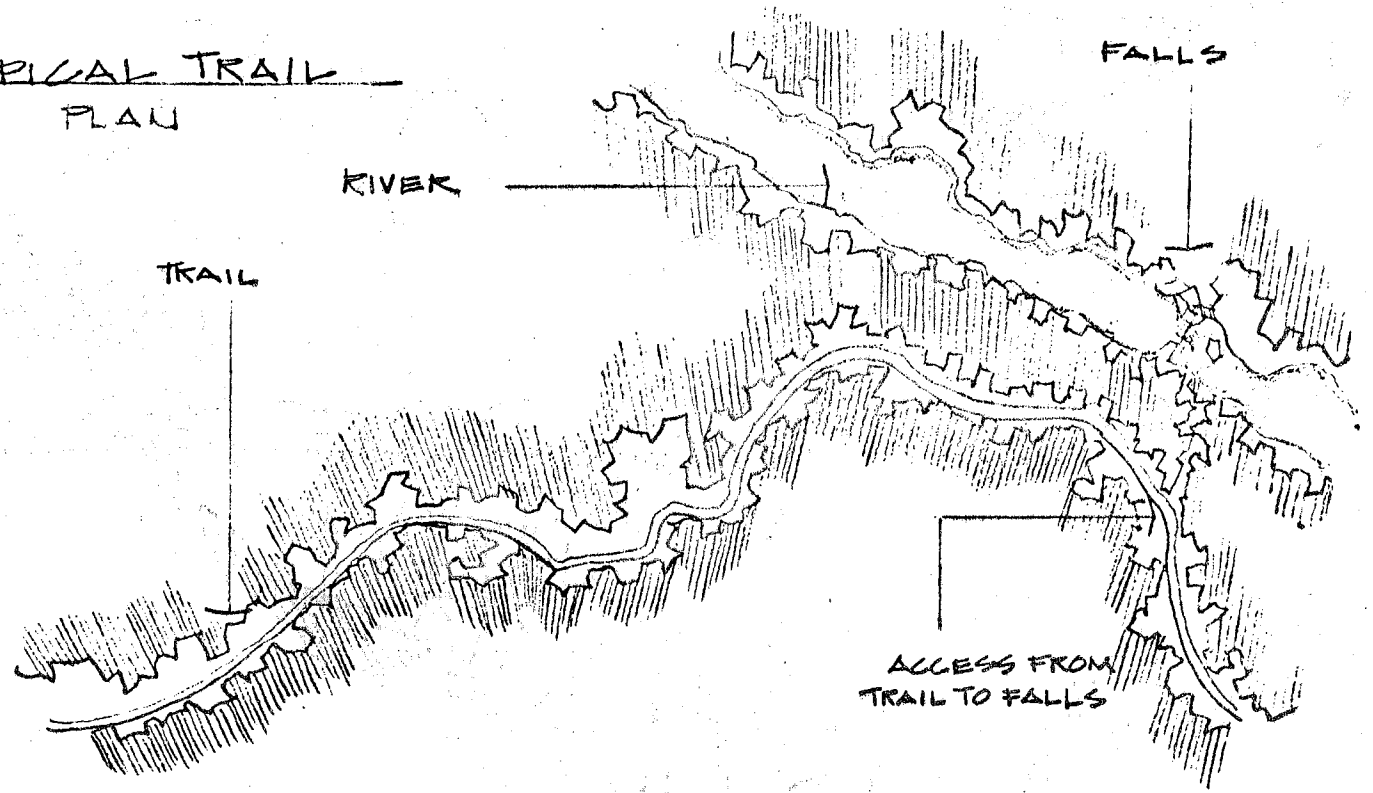 PICAL TRAIL
PLAN
FALLS
RIVER
TRAIL
ACCESS FROM
TRAIL TO FALLS